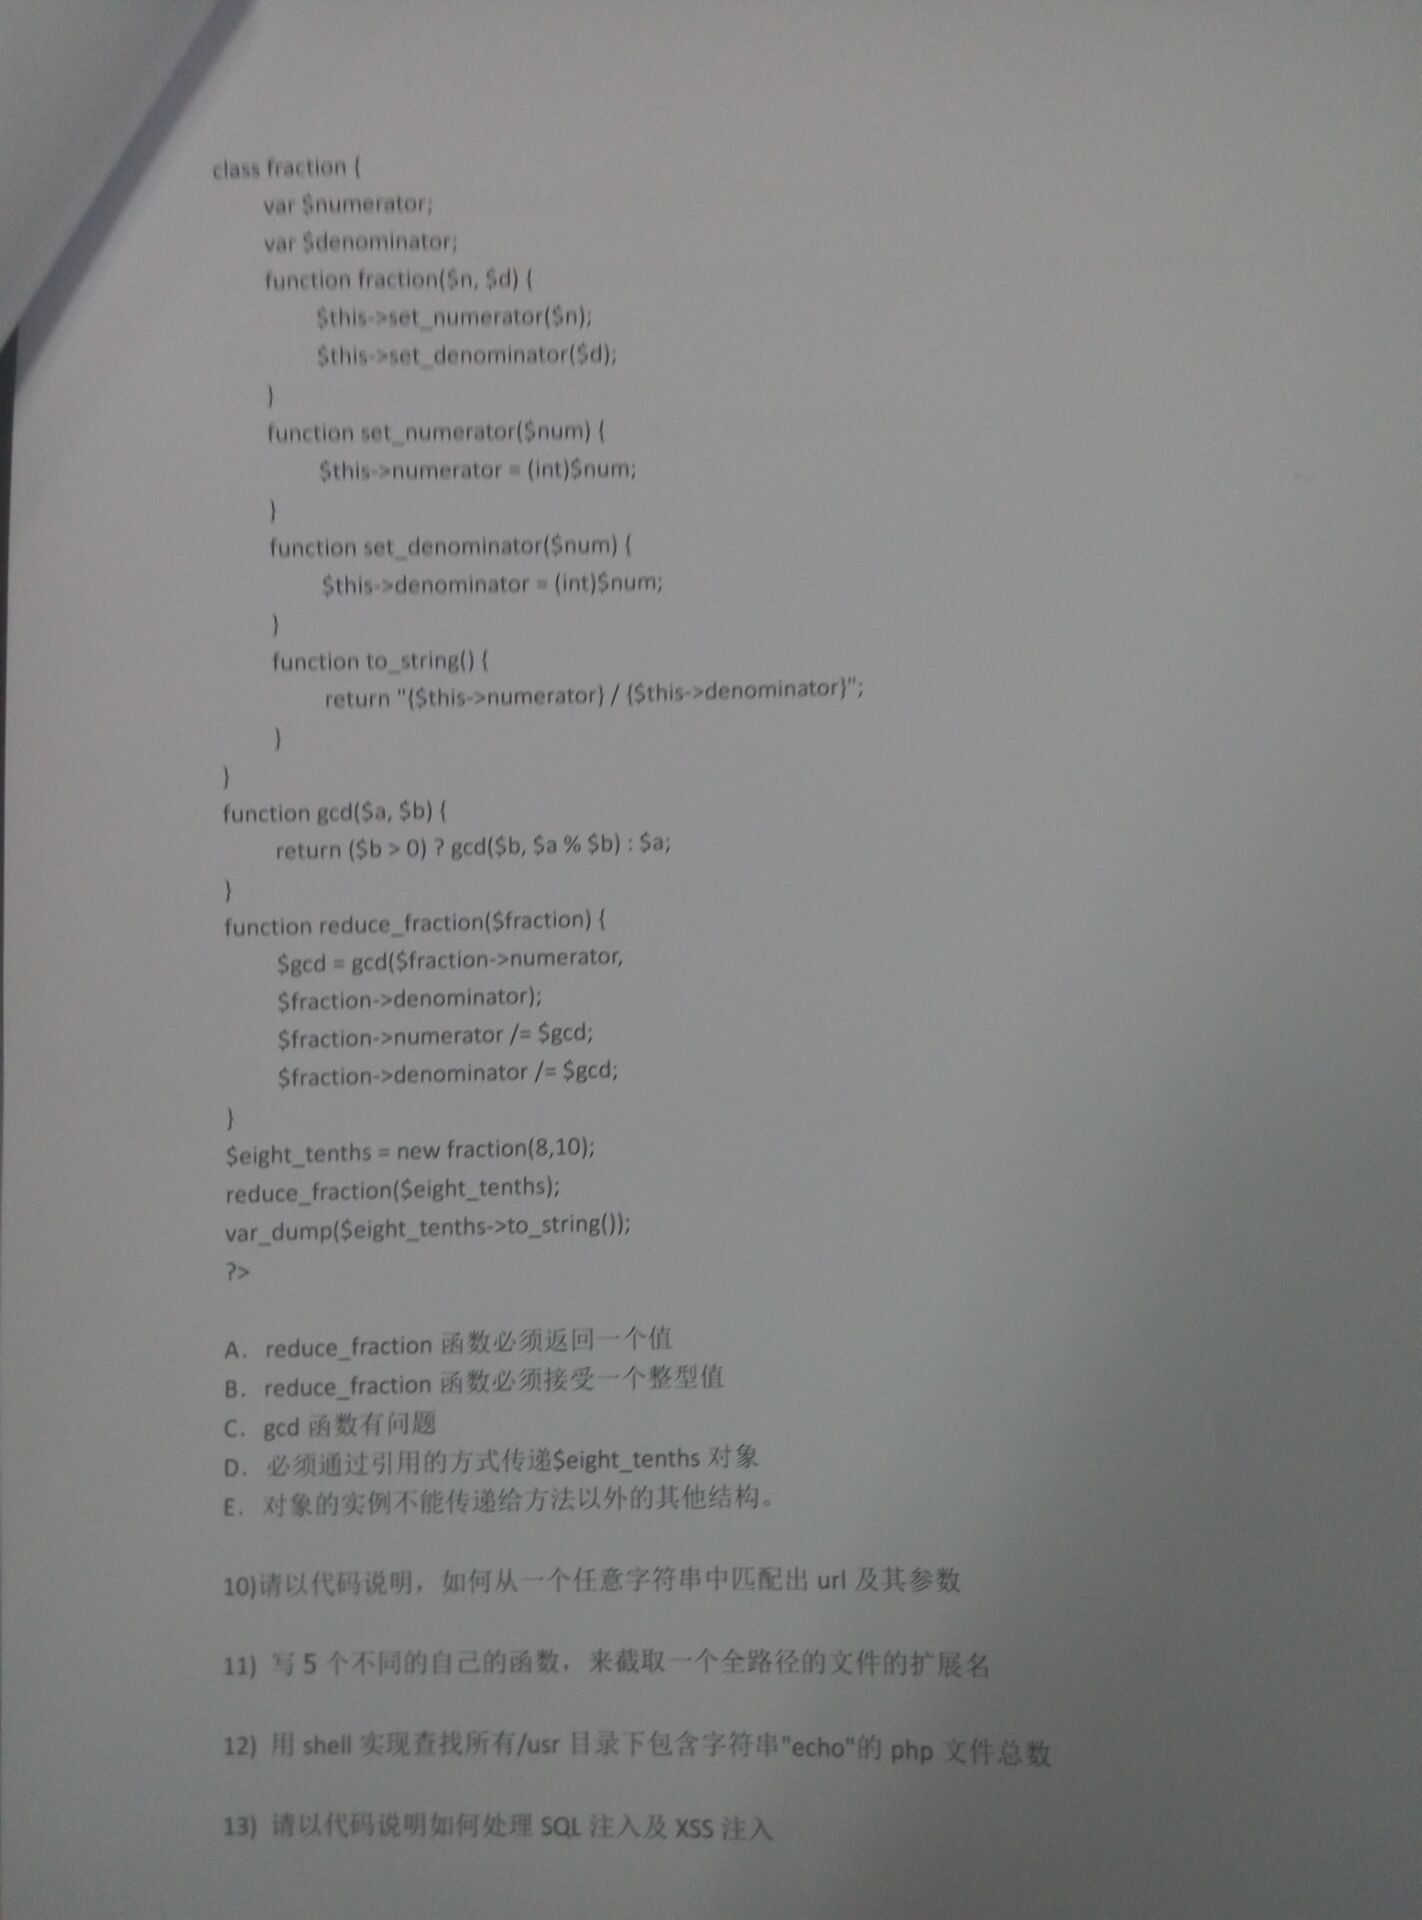 class fraction {
var $numerator;
var $denominator;
function fraction($n, $d) {
$this->set_numerator($n);
$this->set_denominator($d);
}
function set_numerator($num) {
$this->numerator = (int)$num;
}
function set_denominator($num) {
$this->denominator = (int)$num;
}
function to_string() {
return "{$this->numerator} / {$this->denominator}";
}
}
function gcd($a, $b) {
return ($b > 0) ? gcd($b, $a % $b) : $a;
}
function reduce_fraction($fraction) {
$gcd = gcd($fraction->numerator,
$fraction->denominator);
$fraction->numerator /= $gcd;
$fraction->denominator /= $gcd;
}
$eight_tenths = new fraction(8,10);
reduce_fraction($eight_tenths);
var_dump($eight_tenths->to_string());
?>
A. reduce_fraction 函数必须返回一个值
B. reduce_fraction 函数必须接受一个整型值
C. gcd 函数有问题
D. 必须通过引用的方式传递$eight_tenths 对象
E. 对象的实例不能传递给方法以外的其他结构。
10)请以代码说明，如何从一个任意字符串中匹配出 url 及其参数
11) 写 5 个不同的自己的函数，来截取一个全路径的文件的扩展名
12) 用 shell 实现查找所有/usr 目录下包含字符串"echo"的 php 文件总数
13) 请以代码说明如何处理 SQL 注入及 XSS 注入